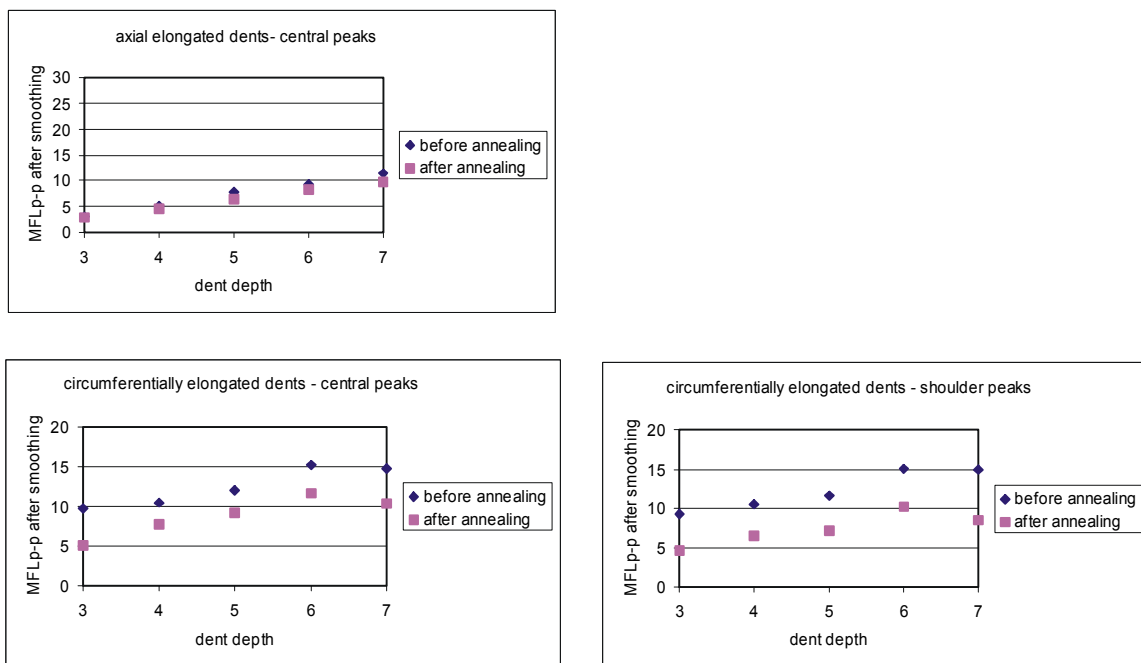 axial elongated dents- central peaks
MFLp-p after smoothing
30
25
20
15
10
5
0
3 4 5 6 7
dent depth
before annealing
after annealing
circumferentially elongated dents - central peaks
MFLp-p after smoothing
20
15
10
5
0
3 4 5 6 7
dent depth
before annealing
after annealing
circumferentially elongated dents - shoulder peaks
MFLp-p after smoothing
20
15
10
5
0
3 4 5 6 7
dent depth
before annealing
after annealing